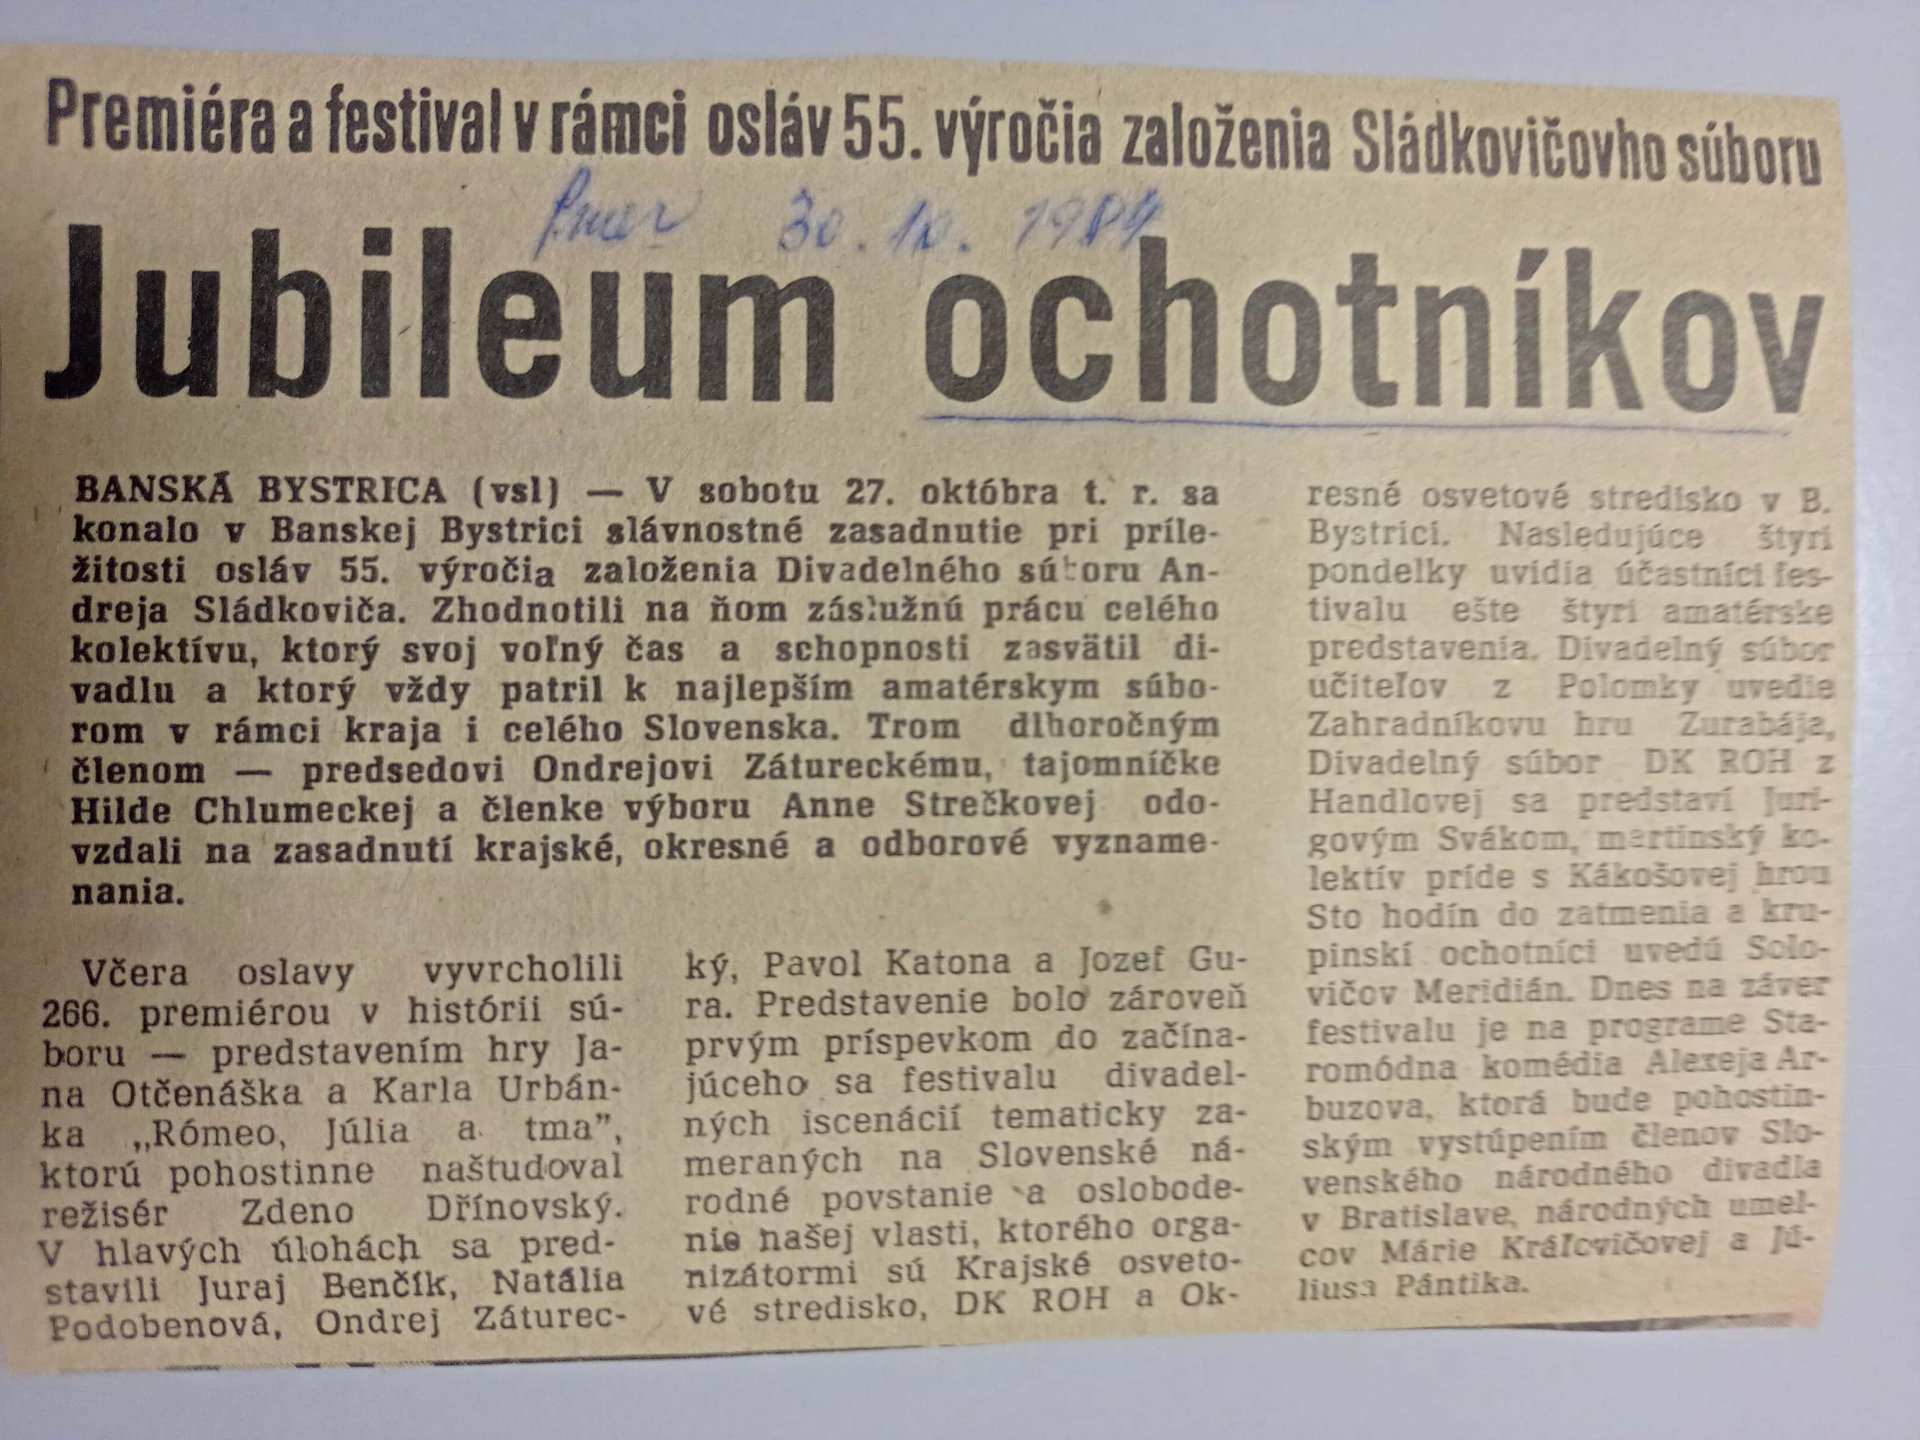 Premiéra a festival v rámci osláv 55. výročia založenia Sládkovičovho súboru
30. 10. 1984
Jubileum ochotníkov
BANSKÁ BYSTRICA (vsl) — V sobotu 27. októbra t. r. sa
konalo v Banskej Bystrici slávnostné zasadnutie pri príle-
žitosti osláv 55. výročia založenia Divadelného súboru An-
dreja Sládkoviča. Zhodnotili na ňom záslužnú prácu celého
kolektívu, ktorý svoj voľný čas a schopnosti zasvätil di-
vadlu a ktorý vždy patril k najlepším amatérskym súbo-
rom v rámci kraja i celého Slovenska. Trom dlhoročným
členom — predsedovi Ondrejovi Zátureckému, tajomníčke
Hilde Chlumeckej a členke výboru Anne Strečkovej odo-
vzdali na zasadnutí krajské, okresné a odborové vyzname-
nania.
Včera oslavy vyvrcholili
266. premiérou v histórii sú-
boru — predstavením hry Ja-
na Otčenáška a Karla Urbán-
ka „Rómeo, Júlia a tma”,
ktorú pohostinne naštudoval
režisér Zdeno Dřínovský.
V hlavých úlohách sa pred-
stavili Juraj Benčík, Natália
Podobenová, Ondrej Záturec-
ký, Pavol Katona a Jozef Gu-
ra. Predstavenie bolo zároveň
prvým príspevkom do začína-
júceho sa festivalu divadel-
ných iscenácií tematicky za-
meraných na Slovenské ná-
rodné povstanie a oslobode-
nie našej vlasti, ktorého orga-
nizátormi sú Krajské osveto-
vé stredisko, DK ROH a Ok-
resné osvetové stredisko v B.
Bystrici. Nasledujúce štyri
pondelky uvidia účastníci fes-
tivalu ešte štyri amatérske
predstavenia. Divadelný súbor
učiteľov z Polomky uvedie
Zahradníkovu hru Zurabája,
Divadelný súbor DK ROH z
Handlovej sa predstaví Juri-
govým Svákom, martinský ko-
lektív príde s Kákošovej hrou
Sto hodín do zatmenia a kru-
pinskí ochotníci uvedú Solo-
vičov Meridián. Dnes na záver
festivalu je na programe Sta-
romódna komédia Alexeja Ar-
buzova, ktorá bude pohostin-
ským vystúpením členov Slo-
venského národného divadla
v Bratislave, národných umel-
cov Márie Kráľovičovej a Jú-
liusa Pántika.